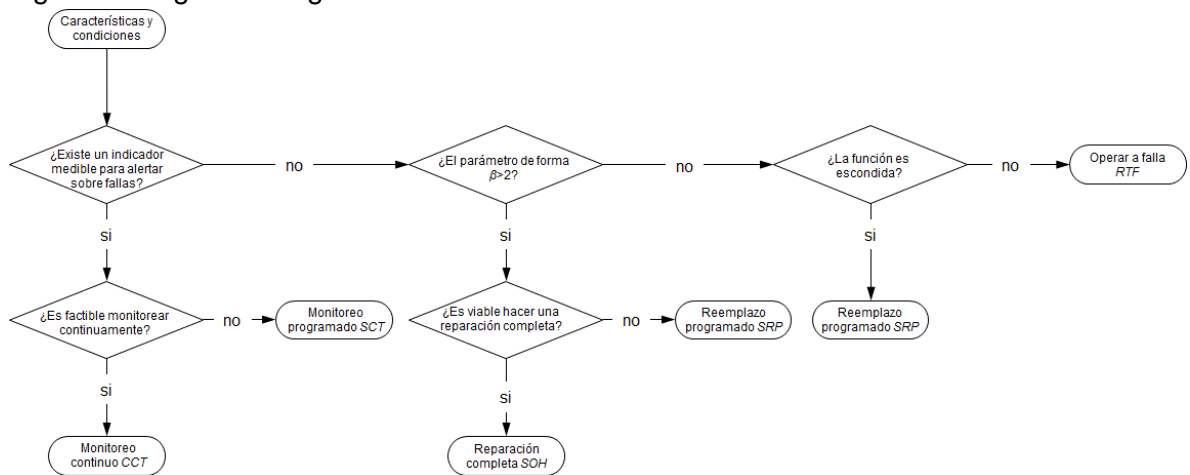 Características y
condiciones
¿Existe un indicador
medible para alertar
sobre fallas?
no
¿El parámetro de forma
β>2?
no
¿La función es
escondida?
no
Operar a falla
RTF
si
si
si
¿Es factible monitorear
continuamente?
no
Monitoreo
programado SCT
¿Es viable hacer una
reparación completa?
no
Reemplazo
programado SRP
Reemplazo
programado SRP
si
si
Monitoreo
continuo CCT
Reparación
completa SOH